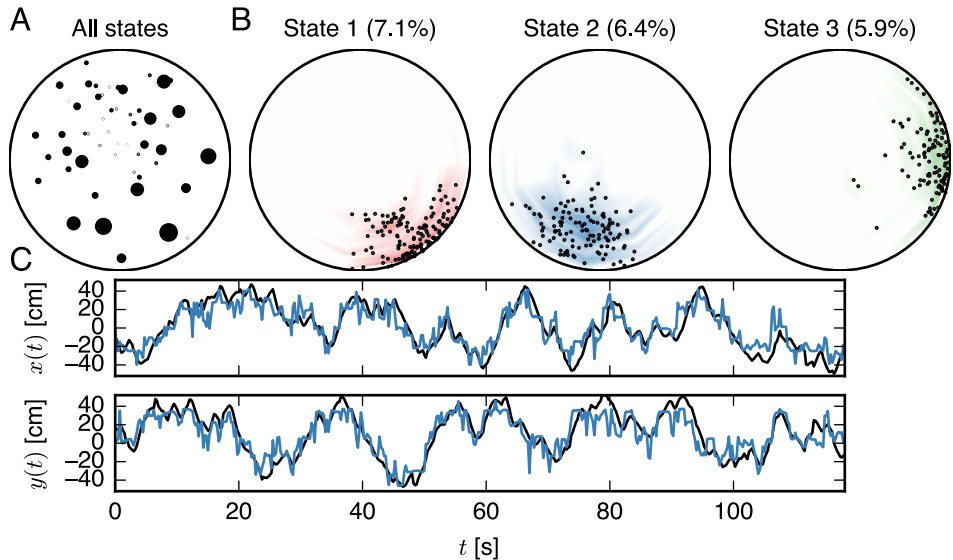 A All states B State 1 (7.1%) State 2 (6.4%) State 3 (5.9%)
C
x(t) [cm]
40
20
0
−20
−40
y(t) [cm]
40
20
0
−20
−40
0 20 40 60 80 100
t [s]